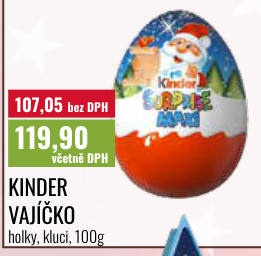 Kinder
SURPRISE
MAXI
107,05 bez DPH
119,90
včetně DPH
KINDER
VAJÍČKO
holky, kluci, 100g